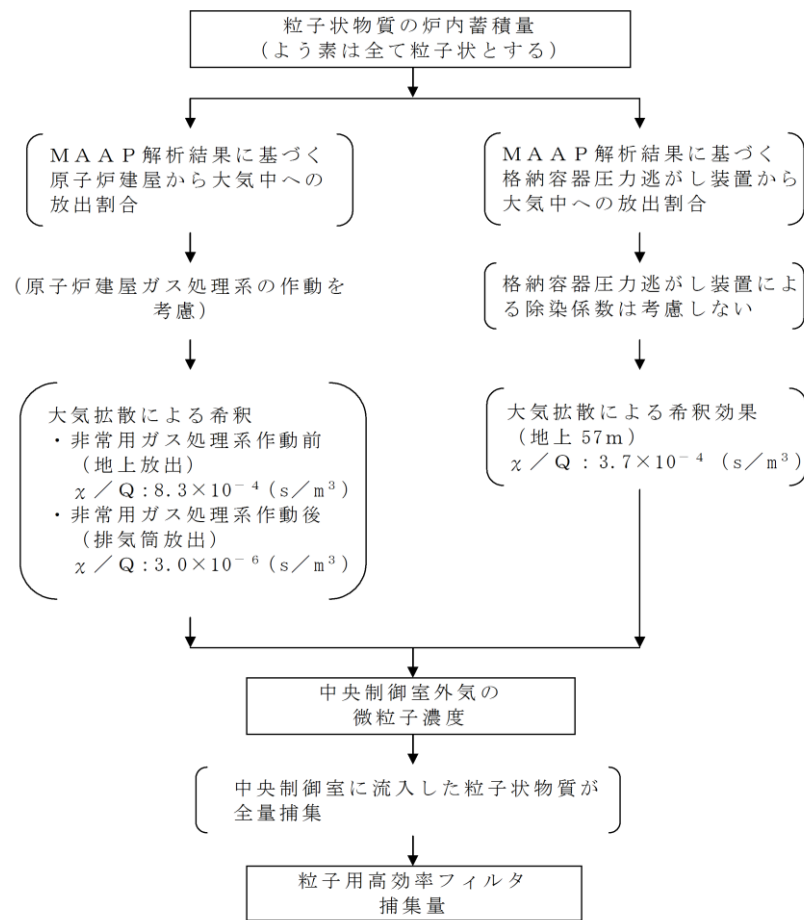 粒子状物質の炉内蓄積量
(よう素は全て粒子状とする)
MAAP解析結果に基づく
原子炉建屋から大気中への
放出割合
(原子炉建屋ガス処理系の作動を
考慮)
大気拡散による希釈
・非常用ガス処理系作動前
(地上放出)
χ/Q:8.3×10⁻⁴(s/m³)
・非常用ガス処理系作動後
(排気筒放出)
χ/Q:3.0×10⁻⁶(s/m³)
MAAP解析結果に基づく
格納容器圧力逃がし装置から
大気中への放出割合
格納容器圧力逃がし装置によ
る除染係数は考慮しない
大気拡散による希釈効果
(地上 57m)
χ/Q:3.7×10⁻⁴ (s/m³)
中央制御室外気の
微粒子濃度
中央制御室に流入した粒子状物質が
全量捕集
粒子用高効率フィルタ
捕集量